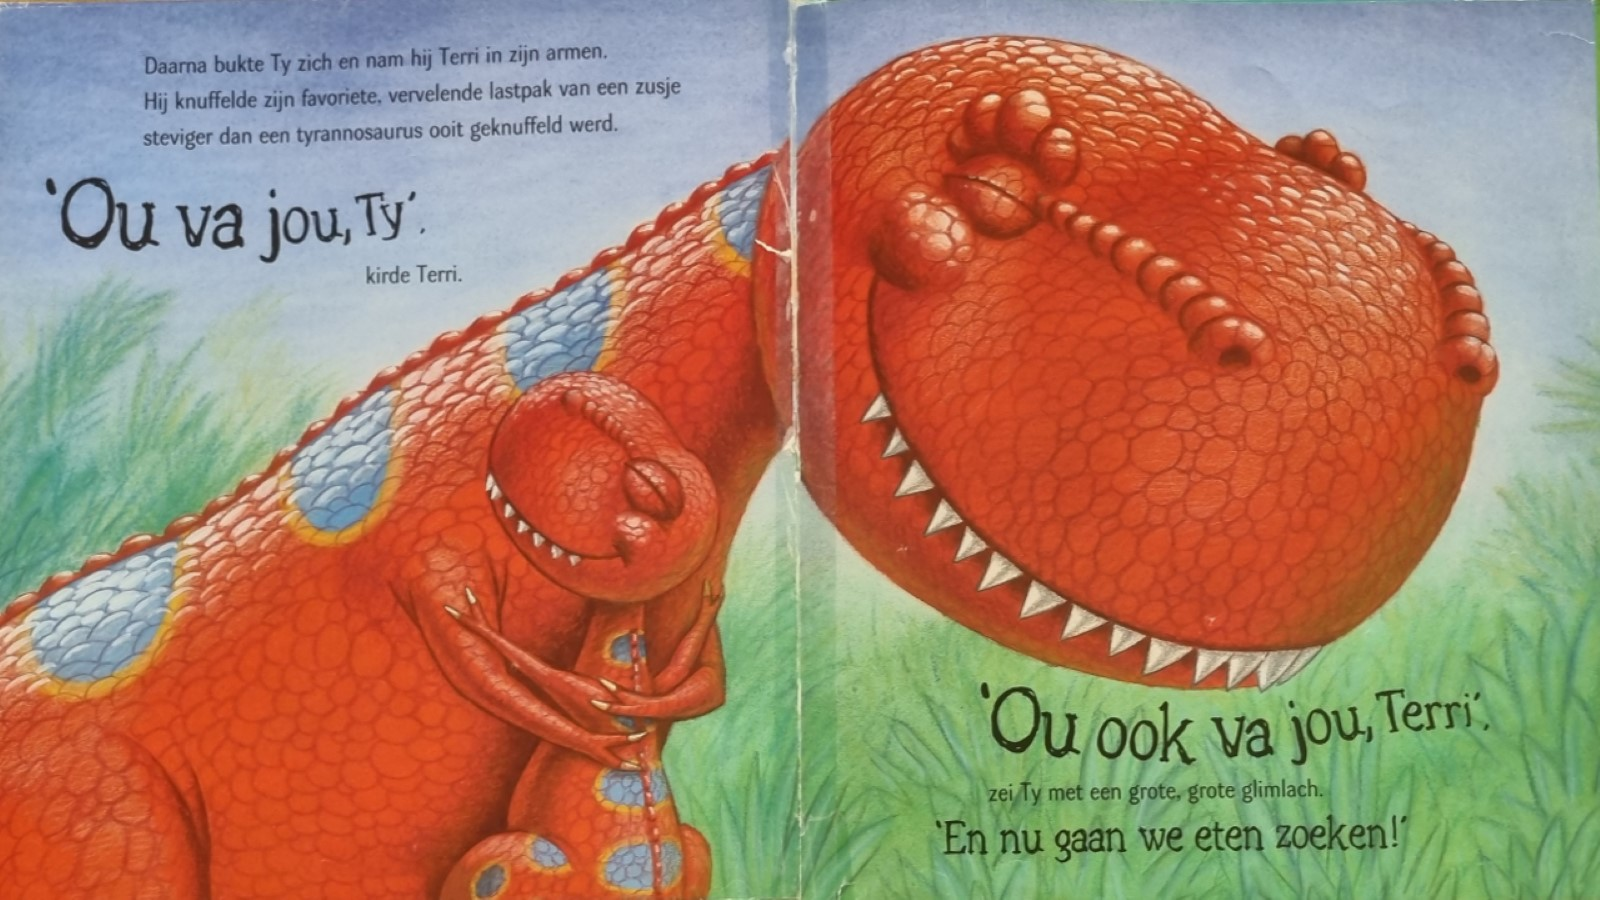 Daarna bukte Ty zich en nam hij Terri in zijn armen.
Hij knuffelde zijn favoriete, vervelende lastpak van een zusje
steviger dan een tyrannosaurus ooit geknuffeld werd.
‘Ou va jou, Ty’,
kirde Terri.
‘Ou ook va jou, Terri’,
zei Ty met een grote, grote glimlach.
‘En nu gaan we eten zoeken!’